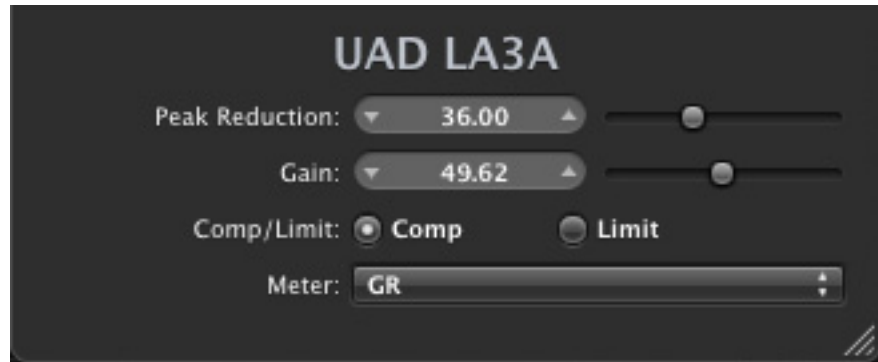 UAD LA3A
Peak Reduction: 36.00
Gain: 49.62
Comp/Limit: Comp Limit
Meter: GR